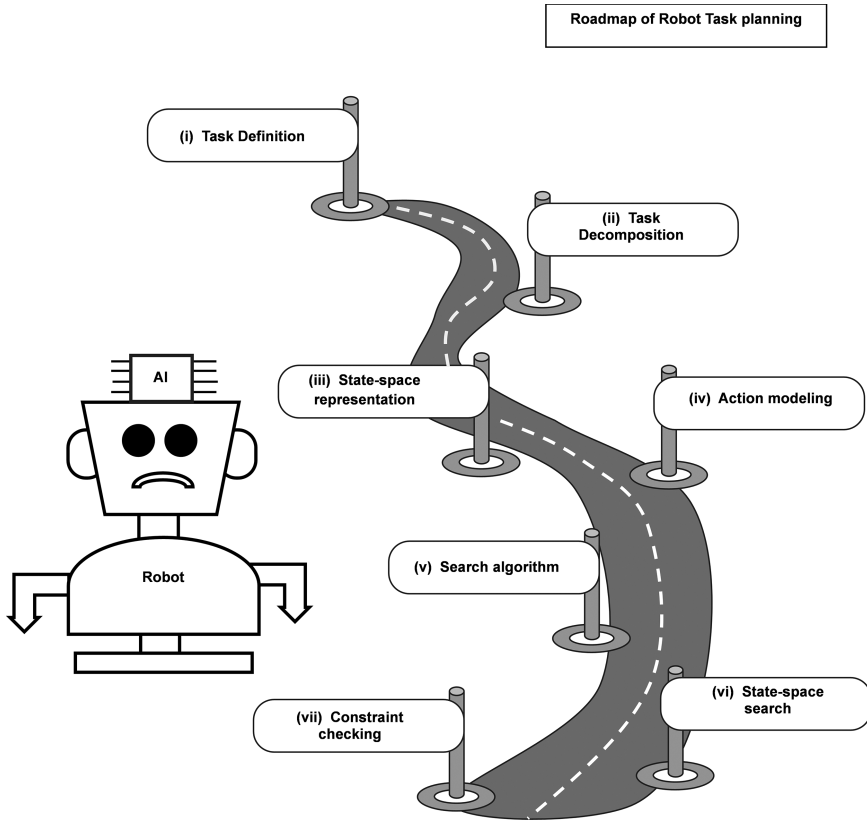 Roadmap of Robot Task planning
(i) Task Definition
(ii) Task
Decomposition
(iii) State-space
representation
(iv) Action modeling
AI
(v) Search algorithm
Robot
(vi) State-space
search
(vii) Constraint
checking